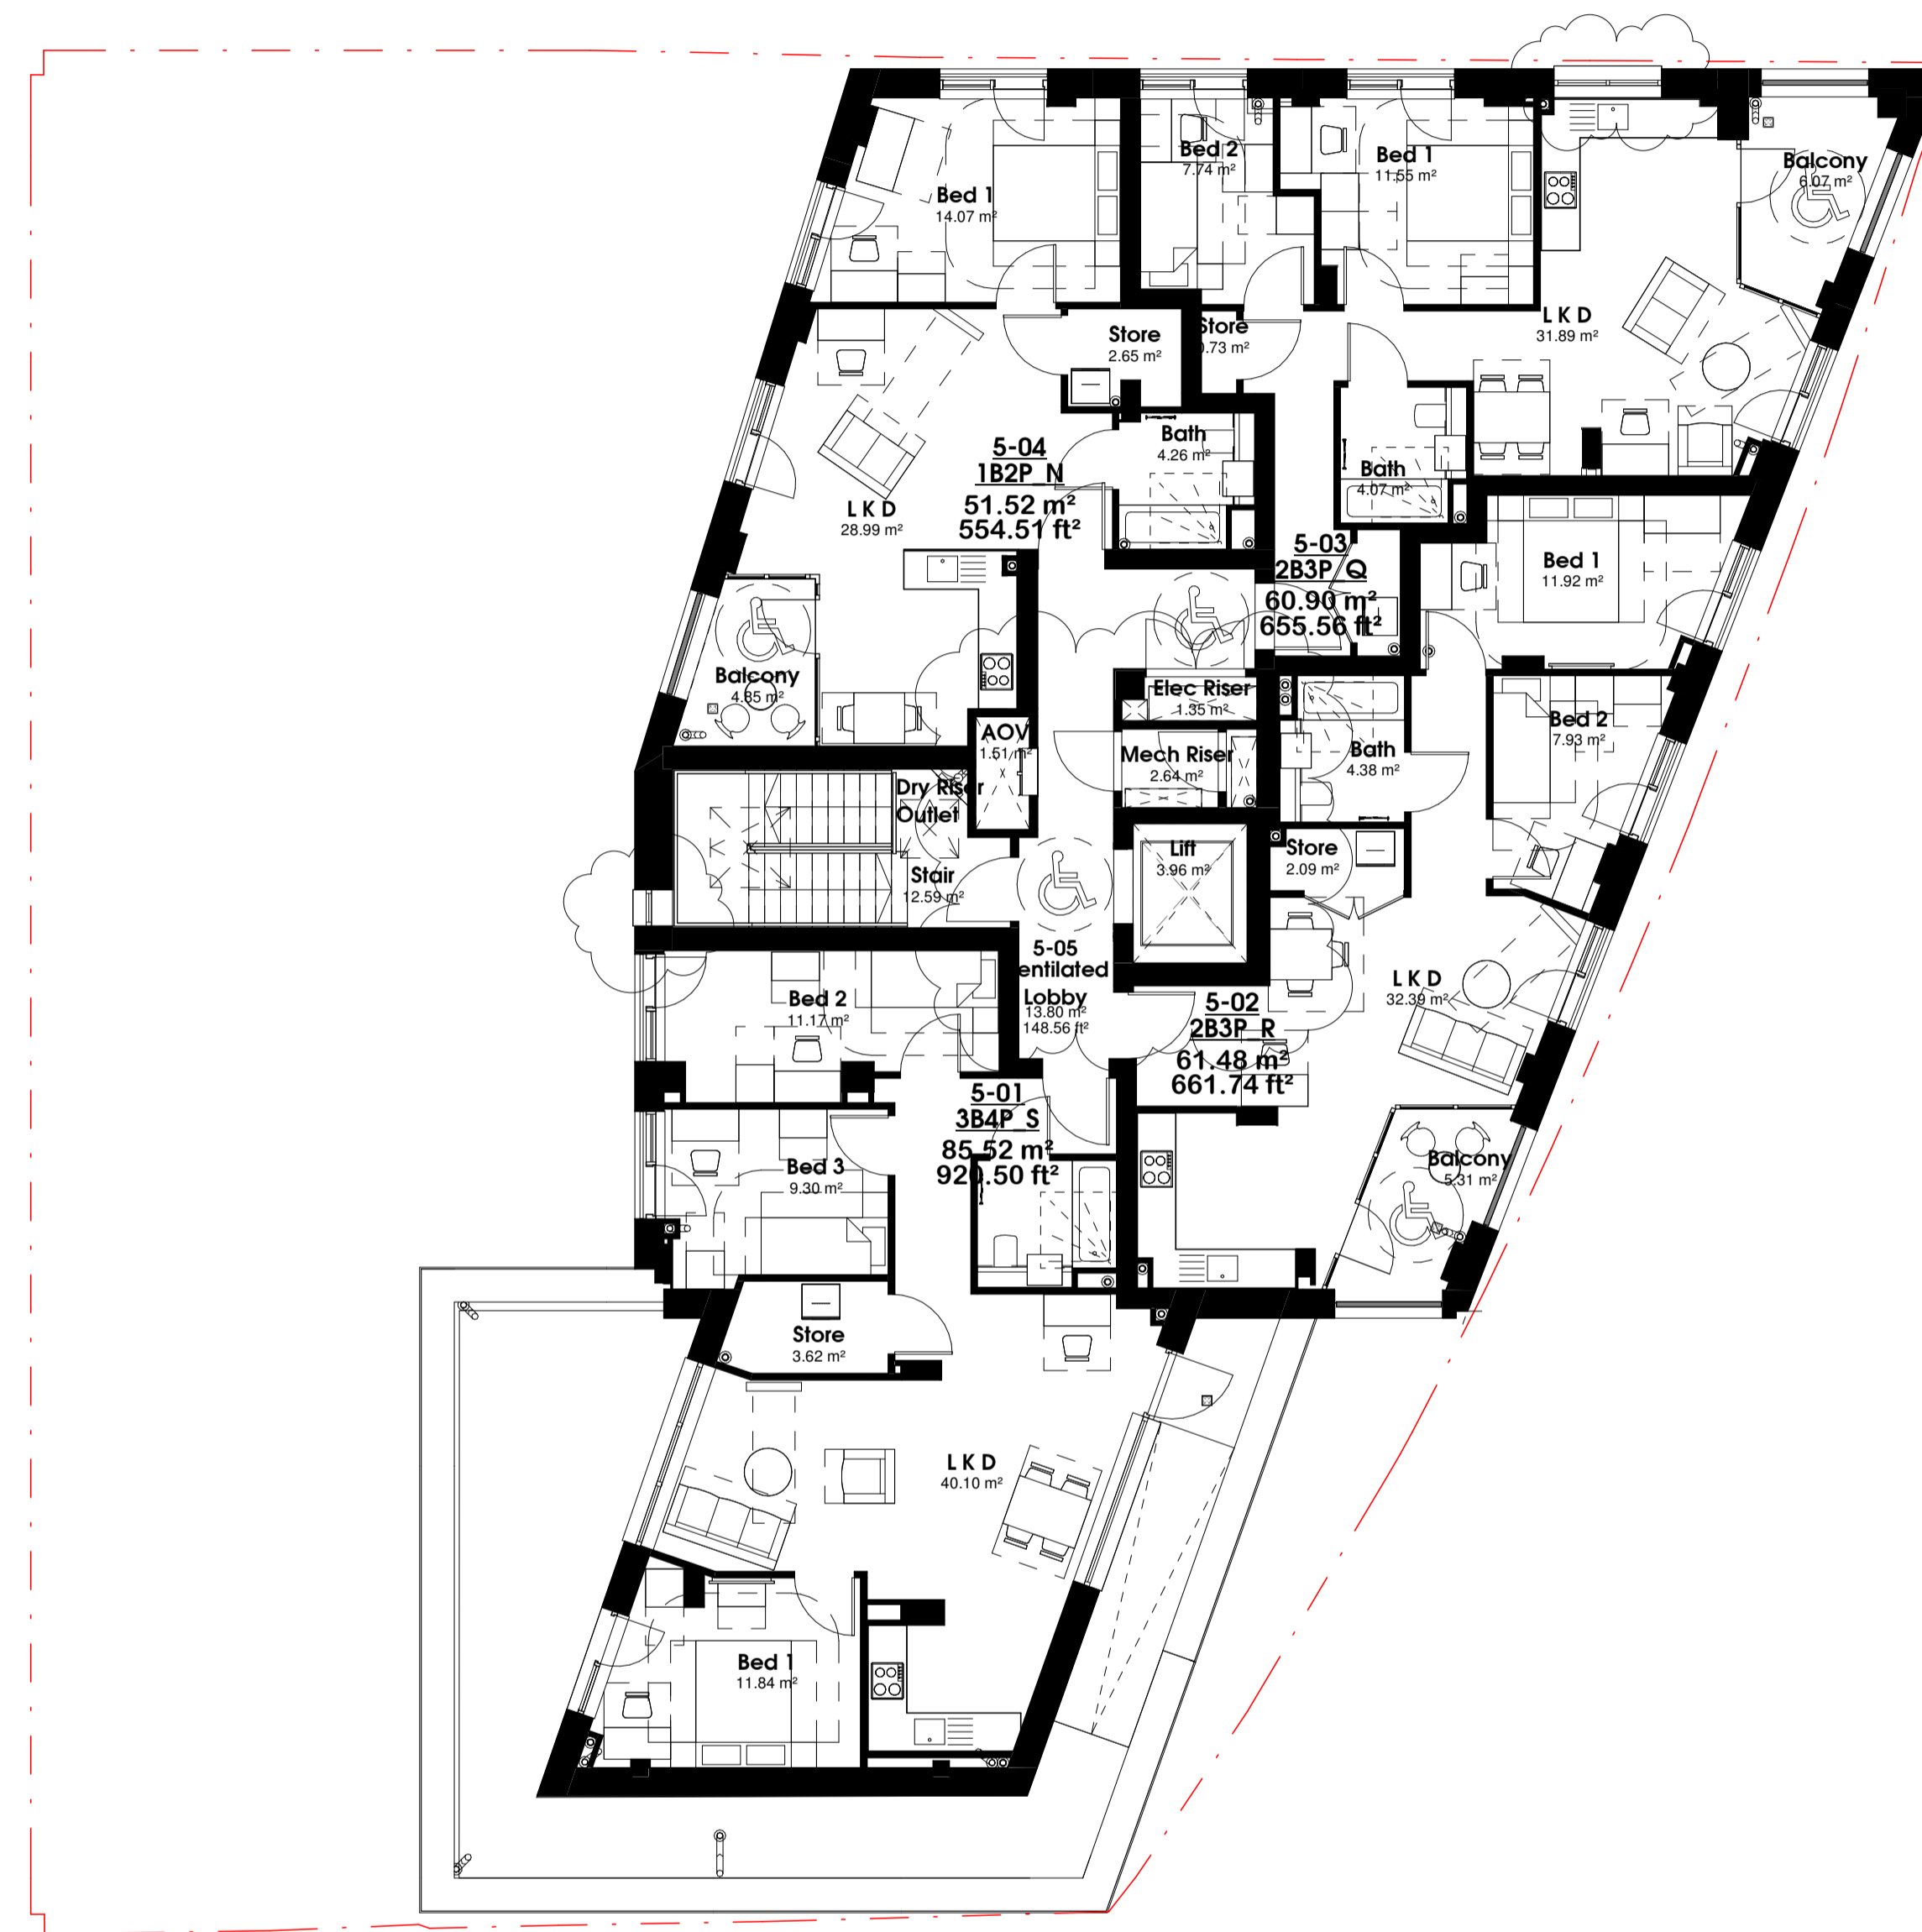 Bed 1
14.07 m²
Bed 2
7.74 m²
Bed 1
11.55 m²
Balcony
6.07 m²
L K D
31.89 m²
Store
2.65 m²
Store
0.73 m²
5-04
1B2P_N
51.52 m²
554.51 ft²
Bath
4.26 m²
Bath
4.07 m²
L K D
28.99 m²
5-03
2B3P_Q
60.90 m²
655.56 ft²
Bed 1
11.92 m²
Balcony
4.85 m²
Elec Riser
1.35 m²
Bed 2
7.93 m²
AOV
1.51 m²
Mech Riser
2.64 m²
Bath
4.38 m²
Dry Riser
Outlet
Stair
12.59 m²
Lift
3.96 m²
Store
2.09 m²
5-05
entilated
Lobby
13.80 m²
148.56 ft²
Bed 2
11.17 m²
5-02
2B3P_R
61.48 m²
661.74 ft²
L K D
32.39 m²
5-01
3B4P_S
85.52 m²
920.50 ft²
Bed 3
9.30 m²
Balcony
5.31 m²
Store
3.62 m²
L K D
40.10 m²
Bed 1
11.84 m²